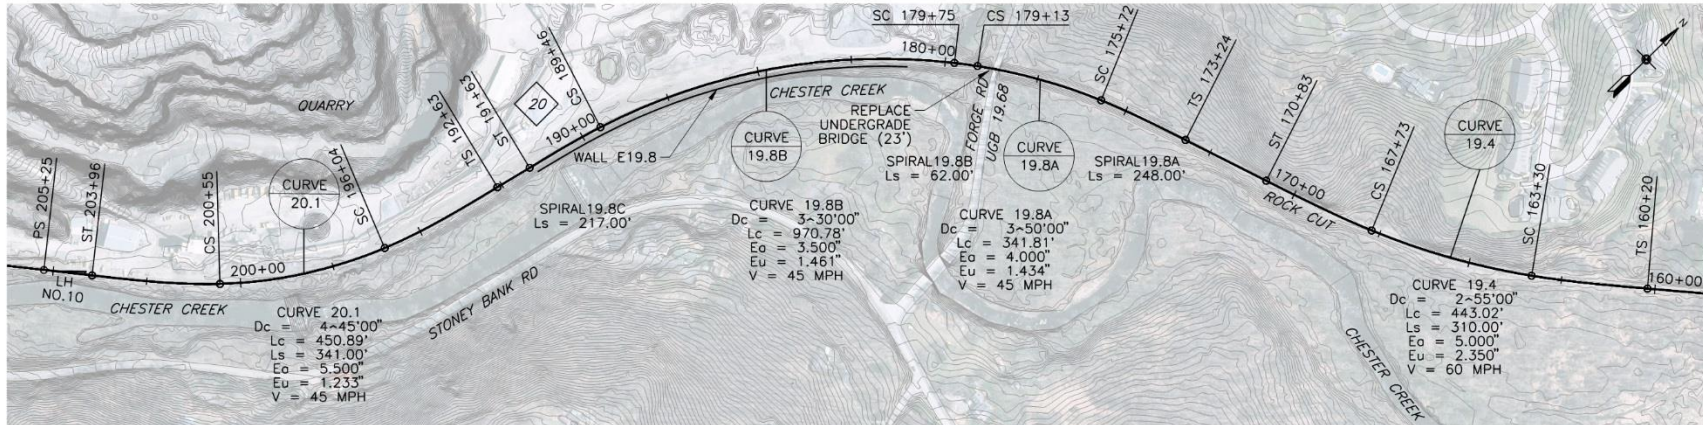 SC 179+75
CS 179+13
SC 175+72
TS 173+24
ST 170+83
CS 167+73
SC 163+30
TS 160+20
N
QUARRY
20
CS 189+46
ST 191+63
TS 192+63
190+00
180+00
CHESTER CREEK
REPLACE
UNDERGRADE
BRIDGE (23')
FORGE RD
UGB 19.68
WALL E19.8
CURVE
19.8B
CURVE
19.8A
CURVE
19.4
CURVE
20.1
SC 196+04
CS 200+55
ST 203+96
PS 205+25
LH
NO.10
200+00
CHESTER CREEK
STONEY BANK RD
170+00
ROCK CUT
160+00
CHESTER CREEK
SPIRAL19.8C
Ls = 217.00'
SPIRAL19.8B
Ls = 62.00'
SPIRAL19.8A
Ls = 248.00'
CURVE 20.1
Dc = 4~45'00"
Lc = 450.89'
Ls = 341.00'
Ea = 5.500"
Eu = 1.233"
V = 45 MPH
CURVE 19.8B
Dc = 3~30'00"
Lc = 970.78'
Ea = 3.500"
Eu = 1.461"
V = 45 MPH
CURVE 19.8A
Dc = 3~50'00"
Lc = 341.81'
Ea = 4.000"
Eu = 1.434"
V = 45 MPH
CURVE 19.4
Dc = 2~55'00"
Lc = 443.02'
Ls = 310.00'
Ea = 5.000"
Eu = 2.350"
V = 60 MPH